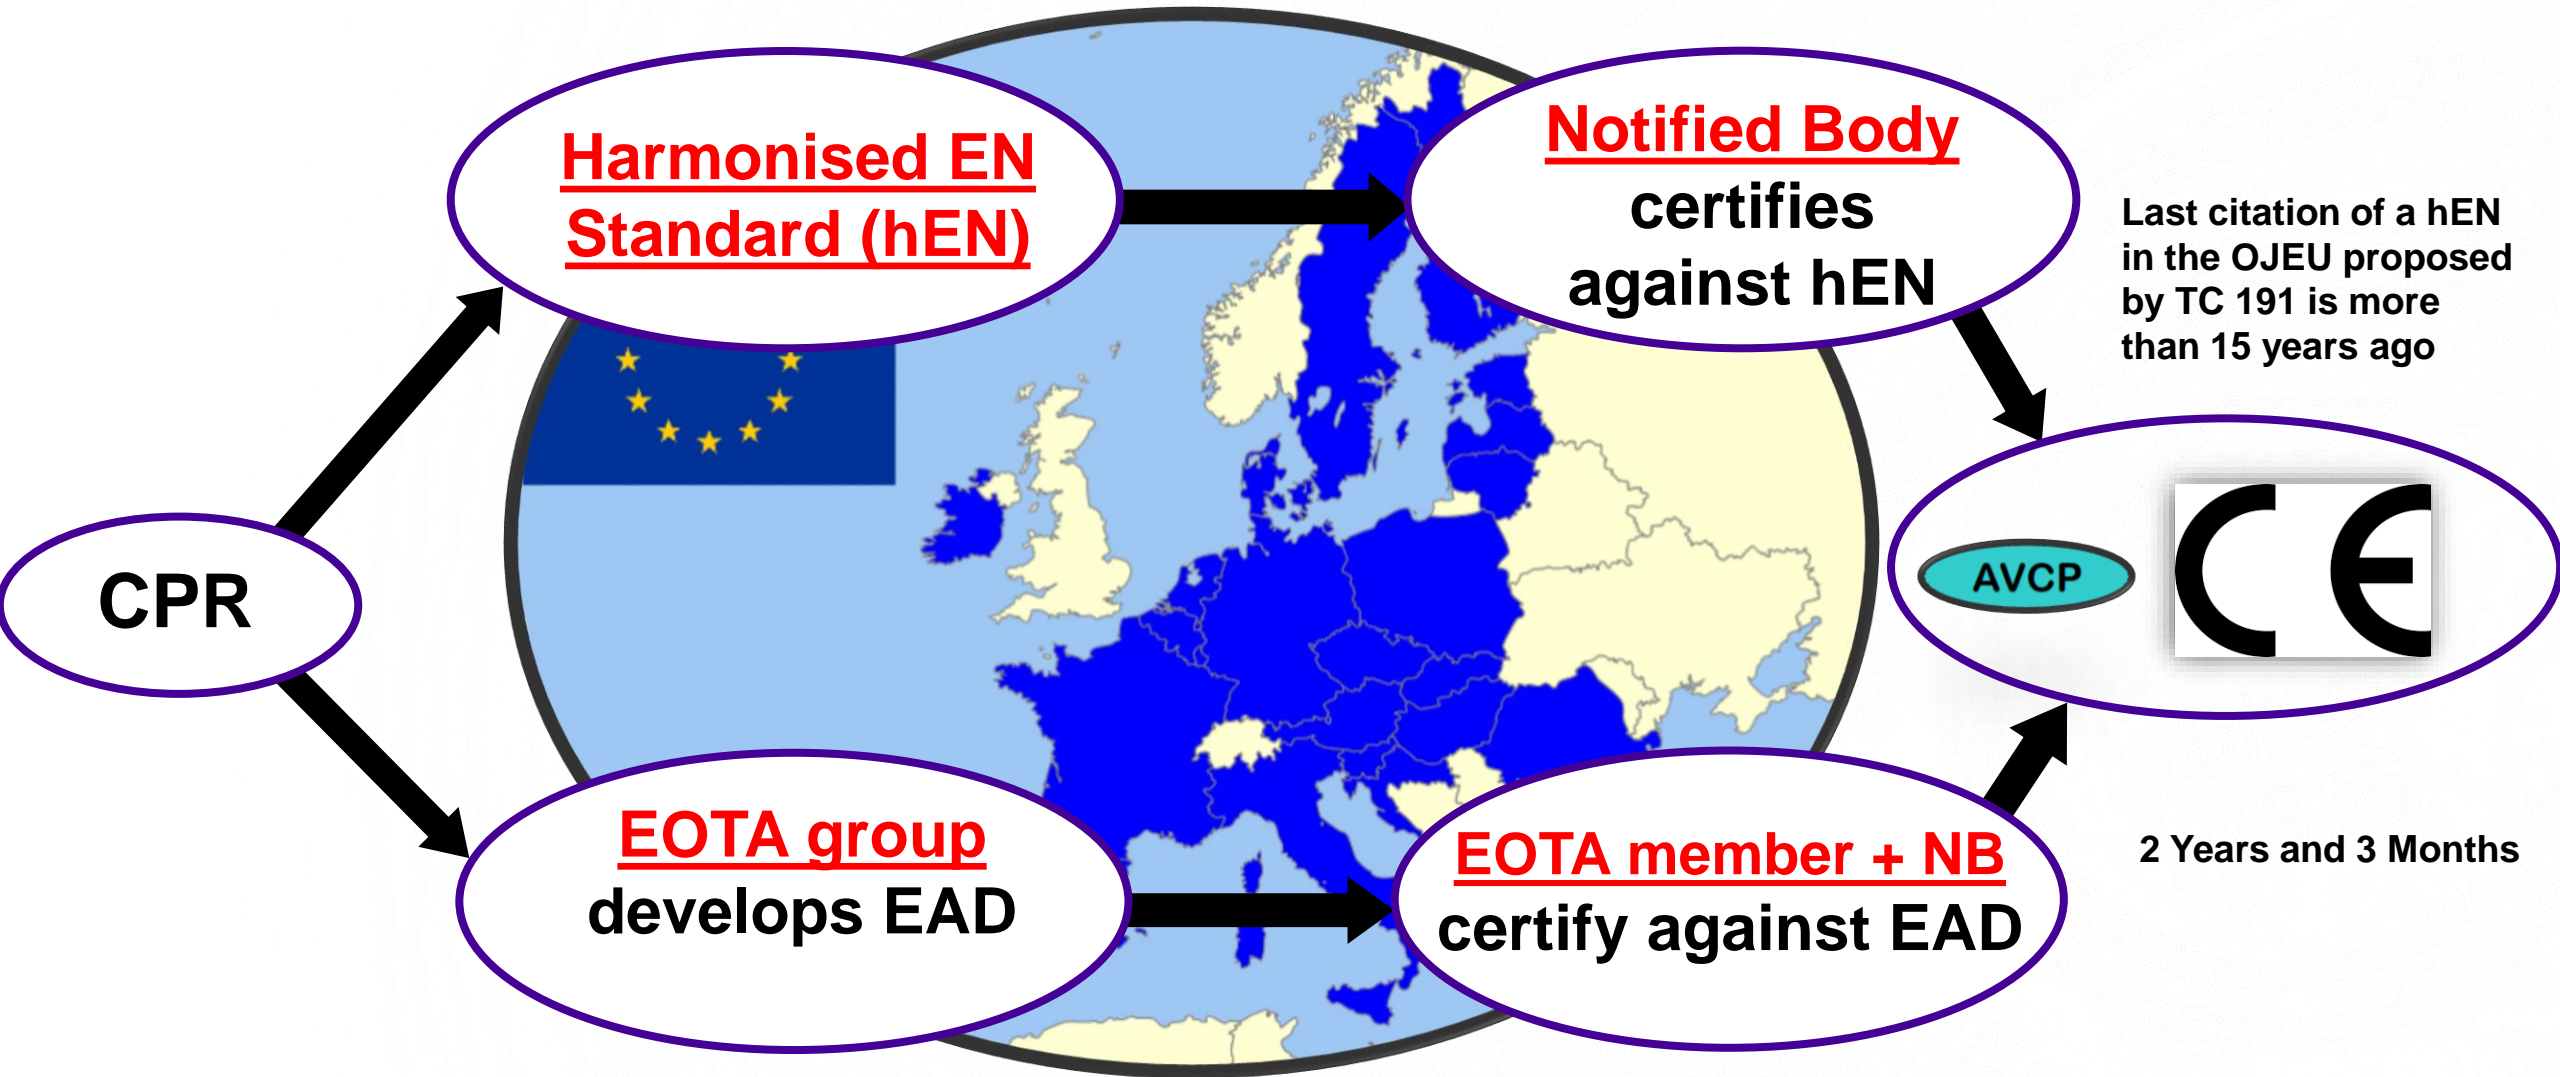 Harmonised EN
Standard (hEN)
Notified Body
certifies
against hEN
Last citation of a hEN
in the OJEU proposed
by TC 191 is more
than 15 years ago
CPR
AVCP
CE
EOTA group
develops EAD
EOTA member + NB
certify against EAD
2 Years and 3 Months